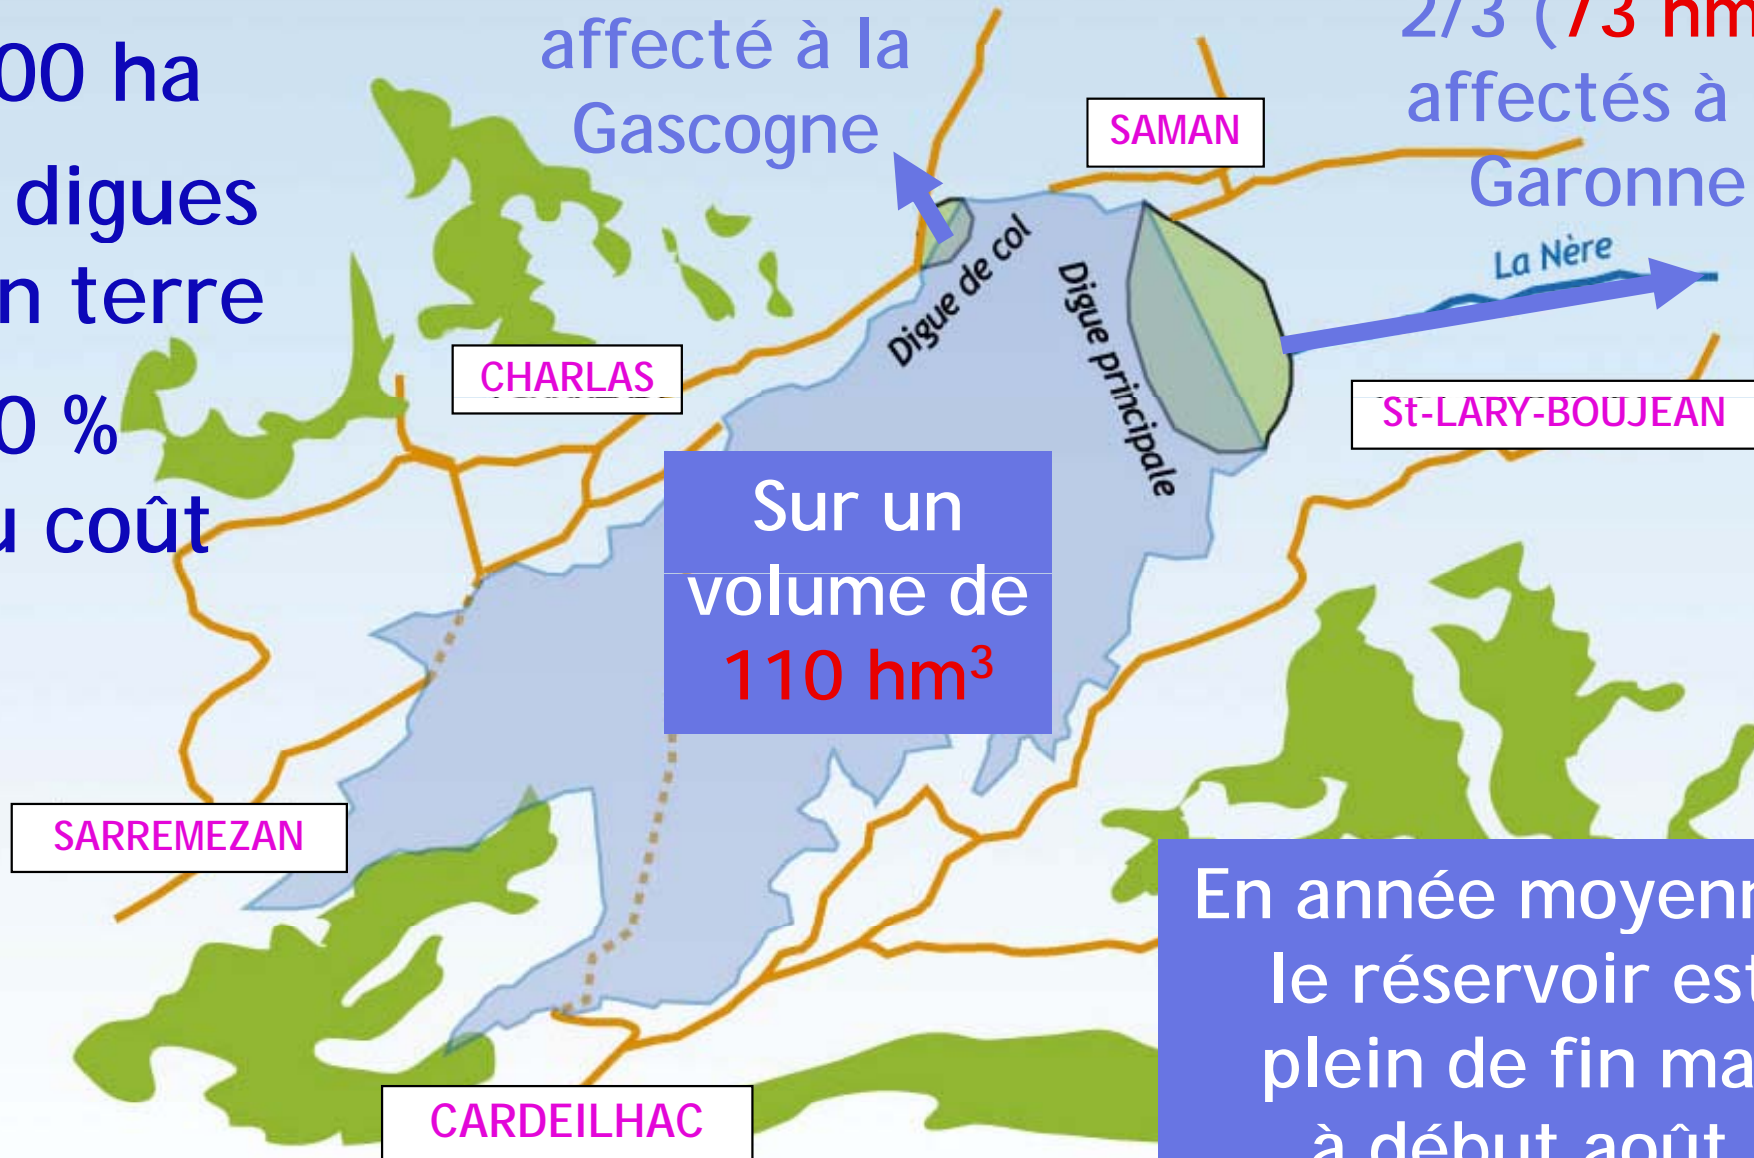 00 ha
digues
n terre
0 %
u coût
affecté à la
Gascogne
2/3 (73 hm
affectés à
Garonne
SAMAN
La Nère
Digue de col
Digue principale
CHARLAS
St-LARY-BOUJEAN
Sur un
volume de
110 hm³
SARREMEZAN
En année moyenn
le réservoir est
plein de fin ma
à début août
CARDEILHAC